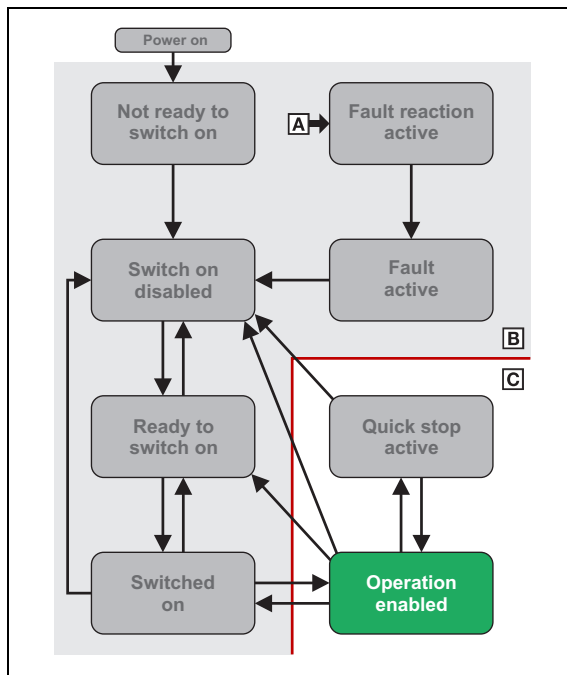 Power on
Not ready to
switch on
A
Fault reaction
active
Switch on
disabled
Fault
active
B
C
Ready to
switch on
Quick stop
active
Switched
on
Operation
enabled